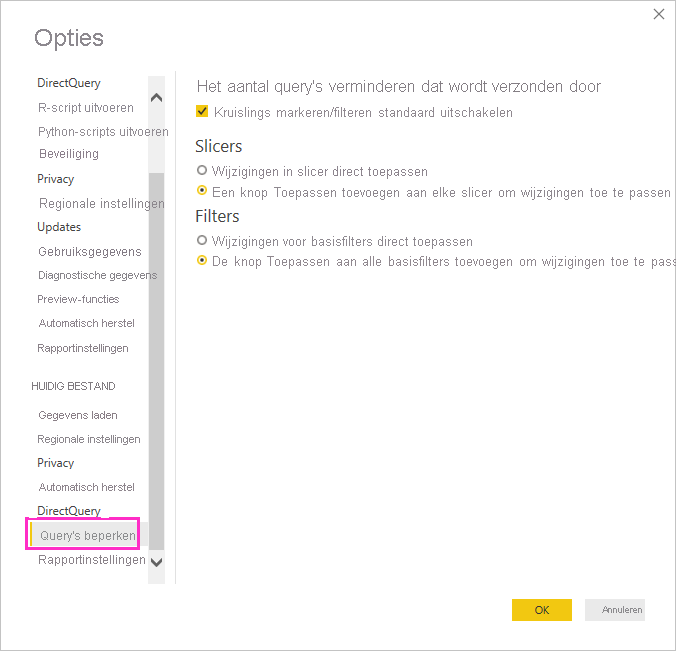 Opties
DirectQuery
R-script uitvoeren
Python-scripts uitvoeren
Beveiliging
Privacy
Regionale instellingen
Updates
Gebruiksgegevens
Diagnostische gegevens
Preview-functies
Automatisch herstel
Rapportinstellingen
HUIDIG BESTAND
Gegevens laden
Regionale instellingen
Privacy
Automatisch herstel
DirectQuery
Query's beperken
Rapportinstellingen
Het aantal query's verminderen dat wordt verzonden door
Kruislings markeren/filteren standaard uitschakelen
Slicers
Wijzigingen in slicer direct toepassen
Een knop Toepassen toevoegen aan elke slicer om wijzigingen toe te passen
Filters
Wijzigingen voor basisfilters direct toepassen
De knop Toepassen aan alle basisfilters toevoegen om wijzigingen toe te pass
OK
Annuleren